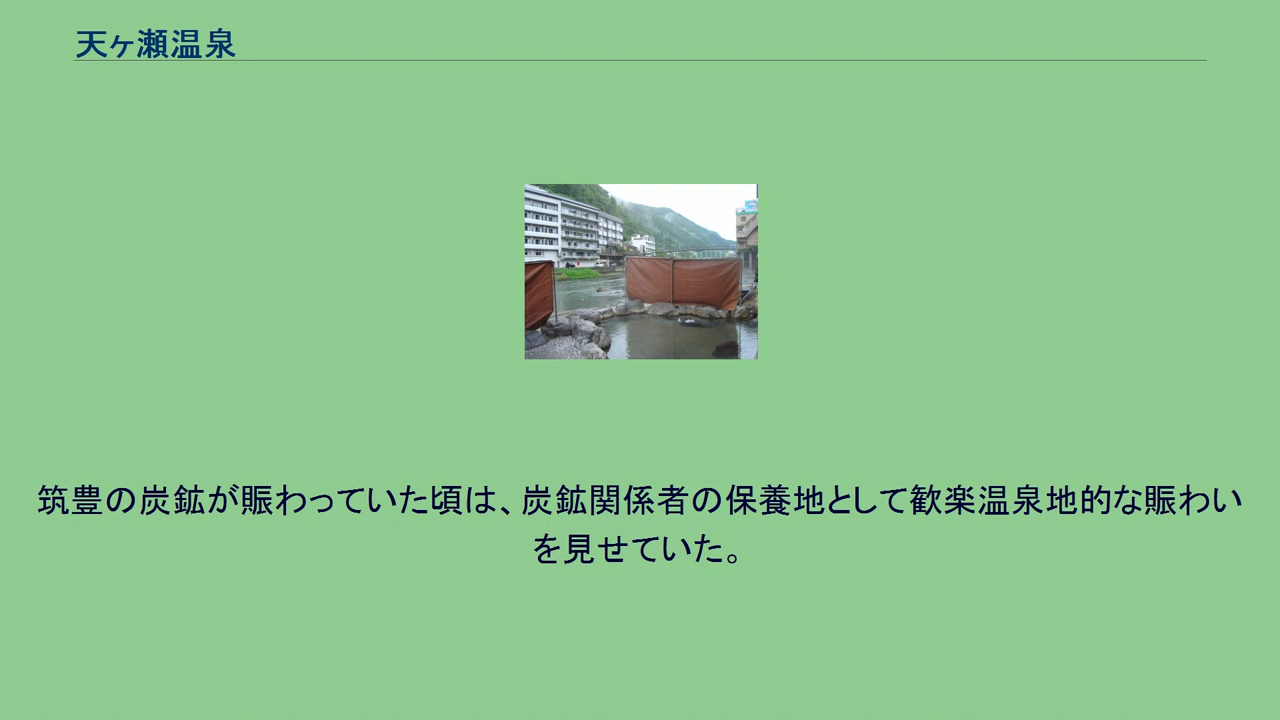 天ヶ瀬温泉
筑豊の炭鉱が賑わっていた頃は、炭鉱関係者の保養地として歓楽温泉地的な賑わい
を見せていた。